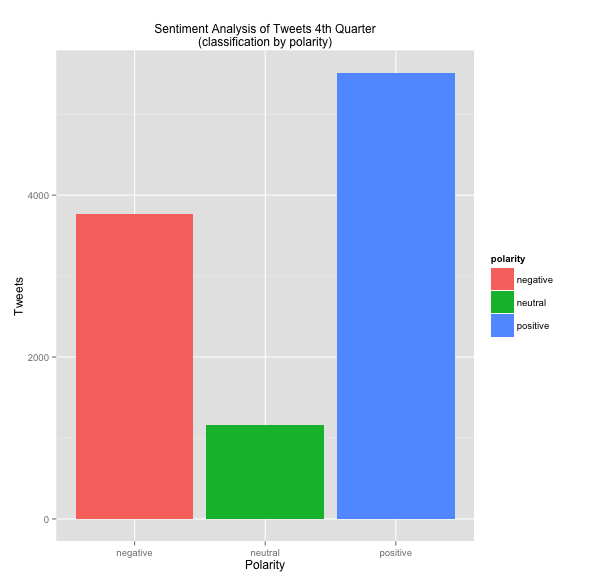 Sentiment Analysis of Tweets 4th Quarter
(classification by polarity)
4000
2000
0
Tweets
negative
neutral
positive
Polarity
polarity
negative
neutral
positive